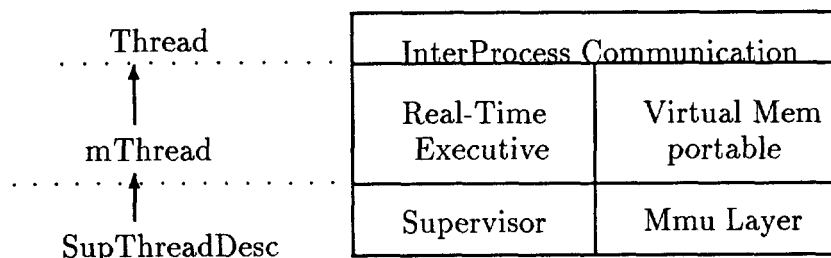 Thread
InterProcess Communication
Real-Time
Executive
Virtual Mem
portable
mThread
Supervisor
Mmu Layer
SupThreadDesc